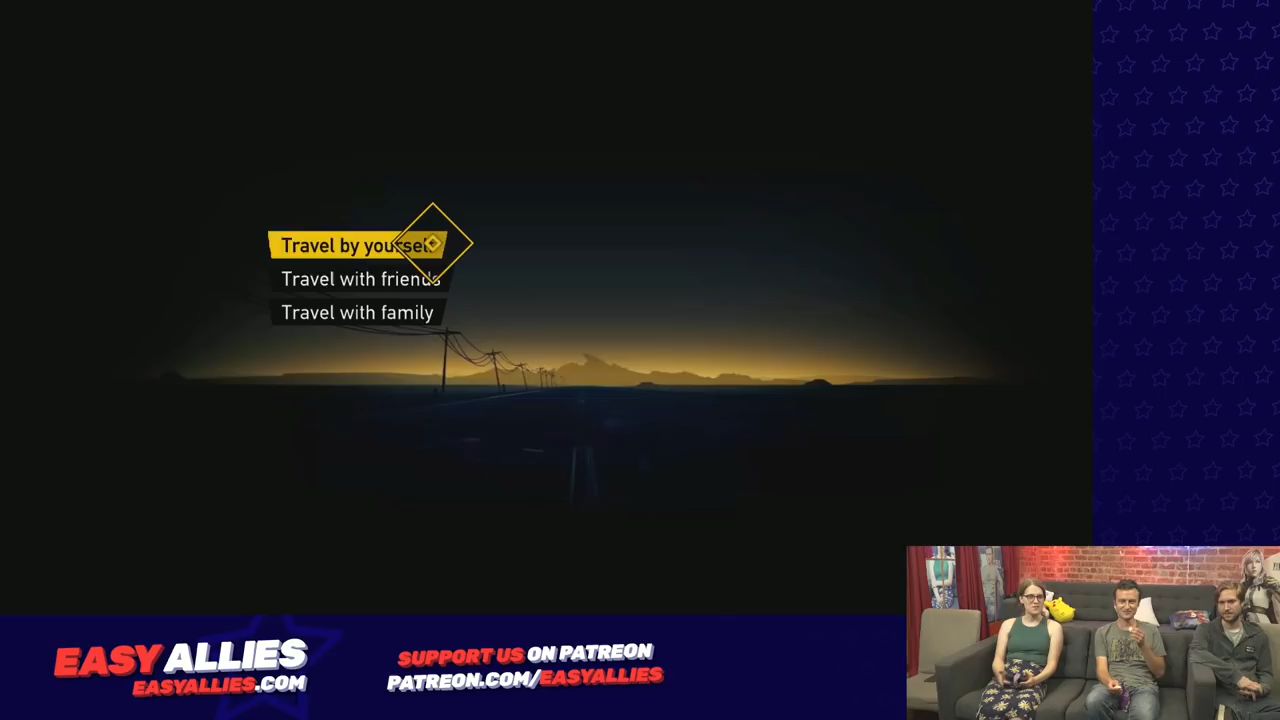 Travel by yourself
Travel with friends
Travel with family
EASY ALLIES
EASYALLIES.COM
SUPPORT US ON PATREON
PATREON.COM/EASYALLIES